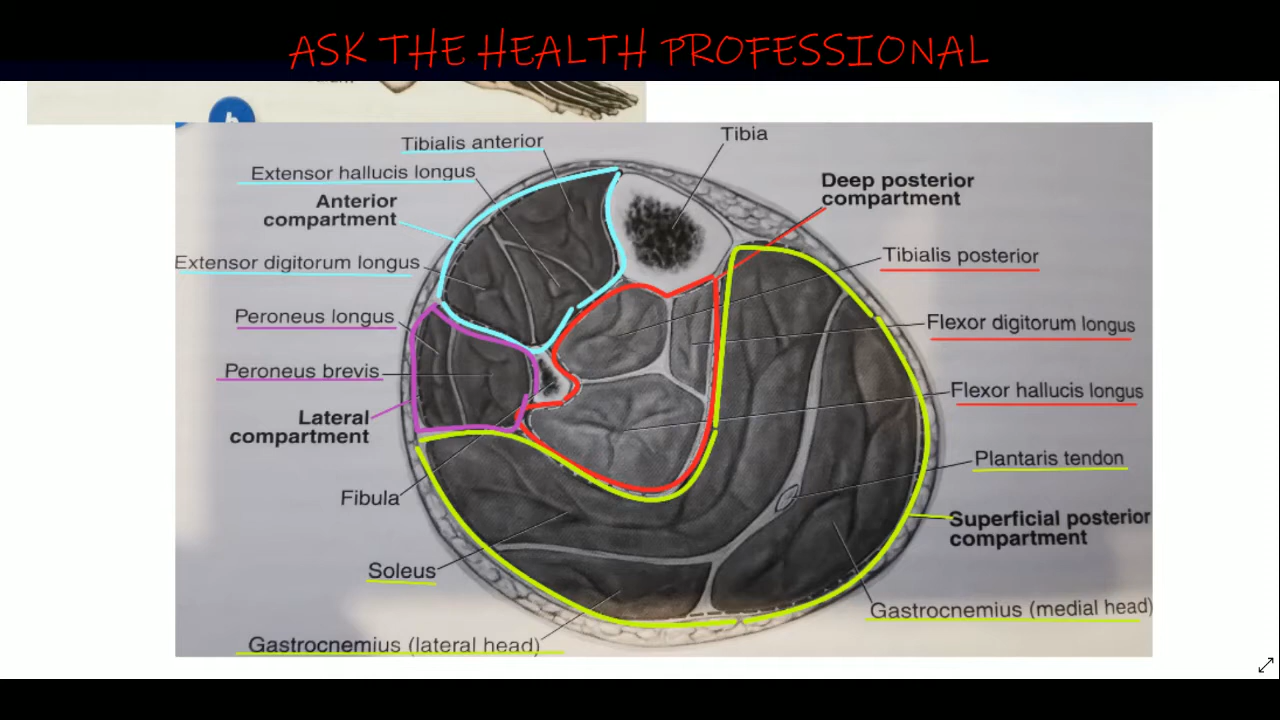 ASK THE HEALTH PROFESSIONAL
b
Tibialis anterior
Tibia
Extensor hallucis longus
Deep posterior
compartment
Anterior
compartment
Extensor digitorum longus
Tibialis posterior
Peroneus longus
Flexor digitorum longus
Peroneus brevis
Flexor hallucis longus
Lateral
compartment
Plantaris tendon
Fibula
Superficial posterior
compartment
Soleus
Gastrocnemius (medial head)
Gastrocnemius (lateral head)